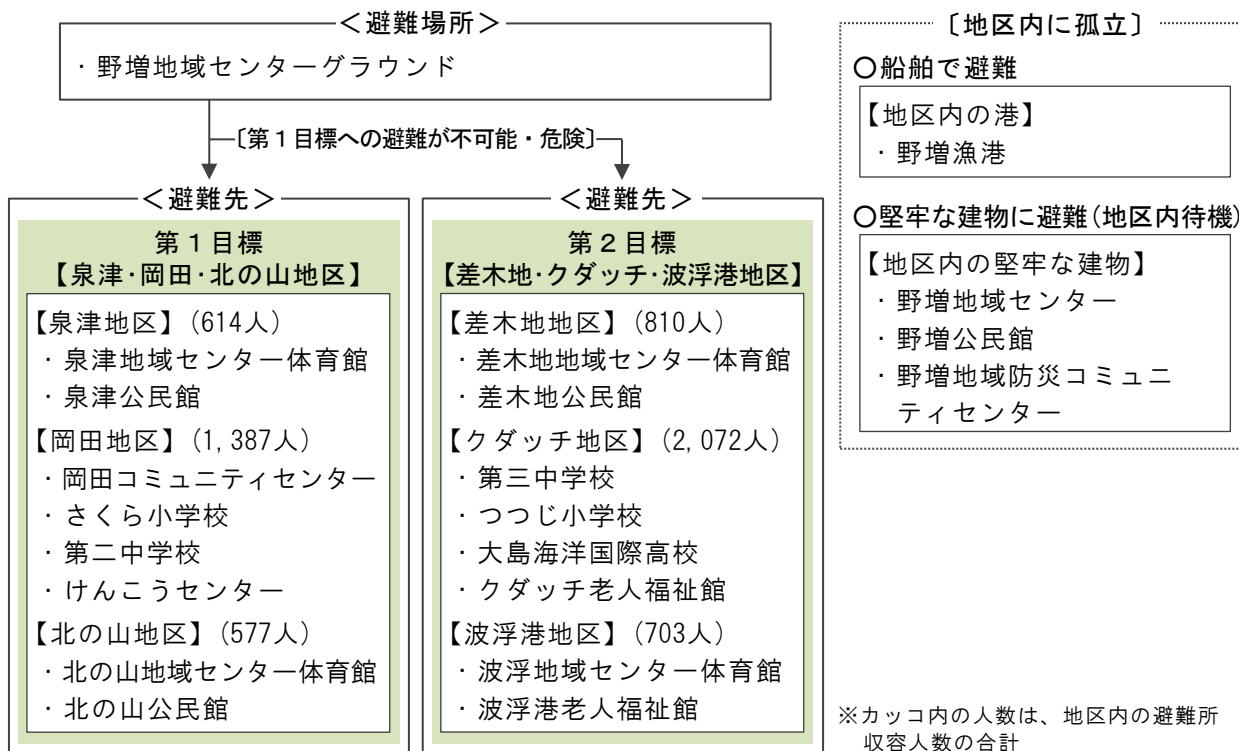 ＜避難場所＞
・野増地域センターグラウンド
〔第１目標への避難が不可能・危険〕
＜避難先＞
第１目標
【泉津・岡田・北の山地区】
【泉津地区】(614人)
・泉津地域センター体育館
・泉津公民館
【岡田地区】(1,387人)
・岡田コミュニティセンター
・さくら小学校
・第二中学校
・けんこうセンター
【北の山地区】(577人)
・北の山地域センター体育館
・北の山公民館
＜避難先＞
第２目標
【差木地・クダッチ・波浮港地区】
【差木地地区】(810人)
・差木地地域センター体育館
・差木地公民館
【クダッチ地区】(2,072人)
・第三中学校
・つつじ小学校
・大島海洋国際高校
・クダッチ老人福祉館
【波浮港地区】(703人)
・波浮地域センター体育館
・波浮港老人福祉館
〔地区内に孤立〕
○船舶で避難
【地区内の港】
・野増漁港
○堅牢な建物に避難(地区内待機)
【地区内の堅牢な建物】
・野増地域センター
・野増公民館
・野増地域防災コミュニ
ティセンター
※カッコ内の人数は、地区内の避難所
収容人数の合計